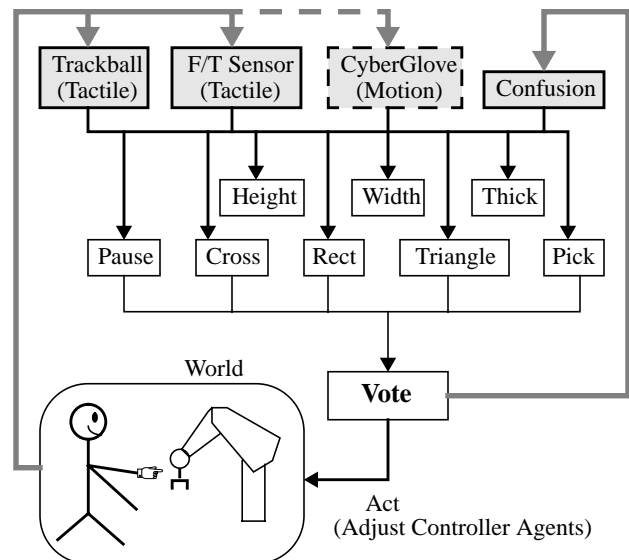 Trackball
(Tactile)
F/T Sensor
(Tactile)
CyberGlove
(Motion)
Confusion
Height
Width
Thick
Pause
Cross
Rect
Triangle
Pick
World
Vote
Act
(Adjust Controller Agents)